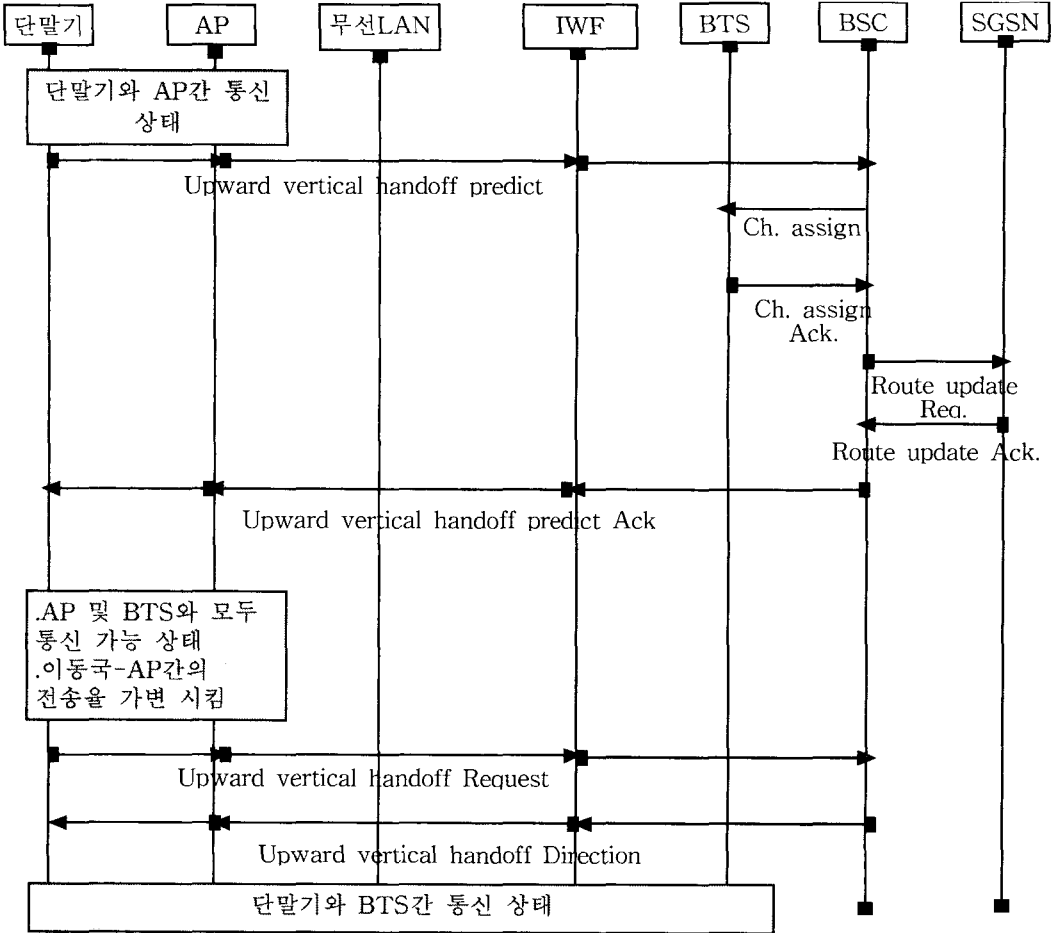 단말기
AP
무선LAN
IWF
BTS
BSC
SGSN
단말기와 AP간 통신
상태
Upward vertical handoff predict
Ch. assign
Ch. assign
Ack.
Route update
Req.
Route update Ack.
Upward vertical handoff predict Ack
.AP 및 BTS와 모두
통신 가능 상태
.이동국-AP간의
전송율 가변 시킴
Upward vertical handoff Request
Upward vertical handoff Direction
단말기와 BTS간 통신 상태